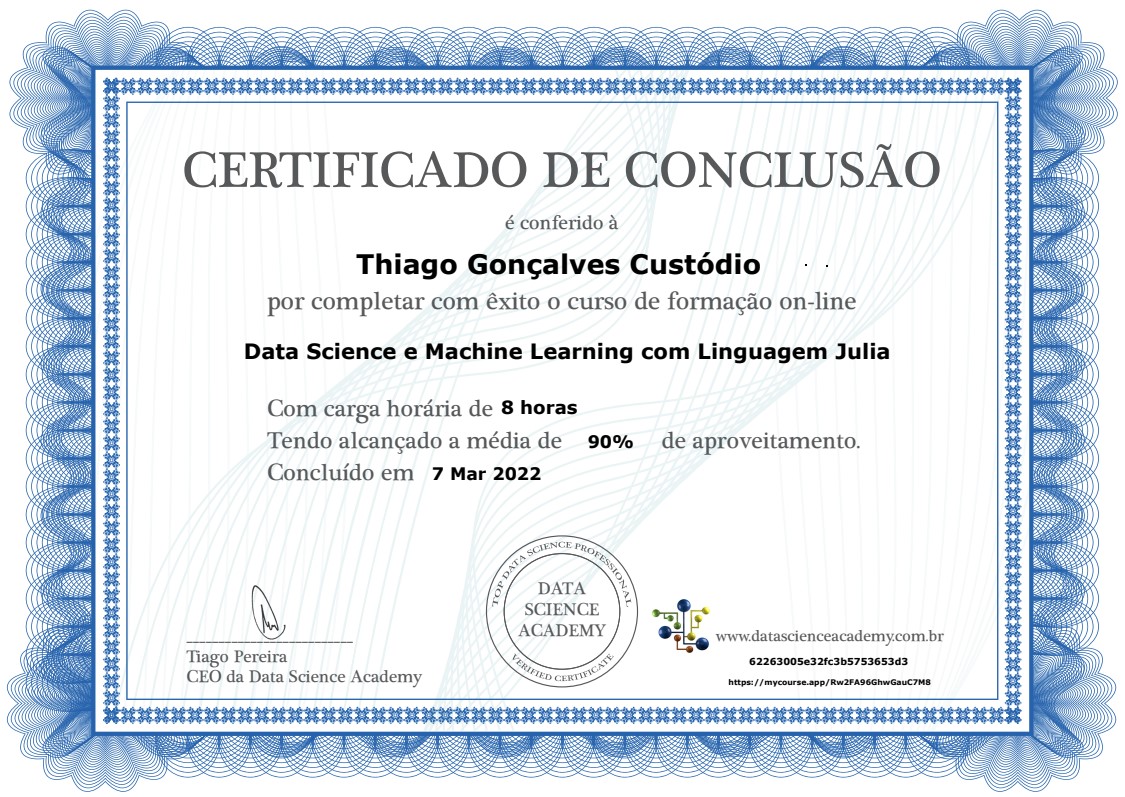 CERTIFICADO DE CONCLUSÃO
é conferido à
Thiago Gonçalves Custódio
por completar com êxito o curso de formação on-line
Data Science e Machine Learning com Linguagem Julia
Com carga horária de 8 horas
Tendo alcançado a média de 90% de aproveitamento.
Concluído em 7 Mar 2022
Tiago Pereira
CEO da Data Science Academy
TOP DATA SCIENCE PROFESSIONAL
DATA
SCIENCE
ACADEMY
VERIFIED CERTIFICATE
www.datascienceacademy.com.br
62263005e32fc3b5753653d3
https://mycourse.app/Rw2FA96GhwGauC7M8